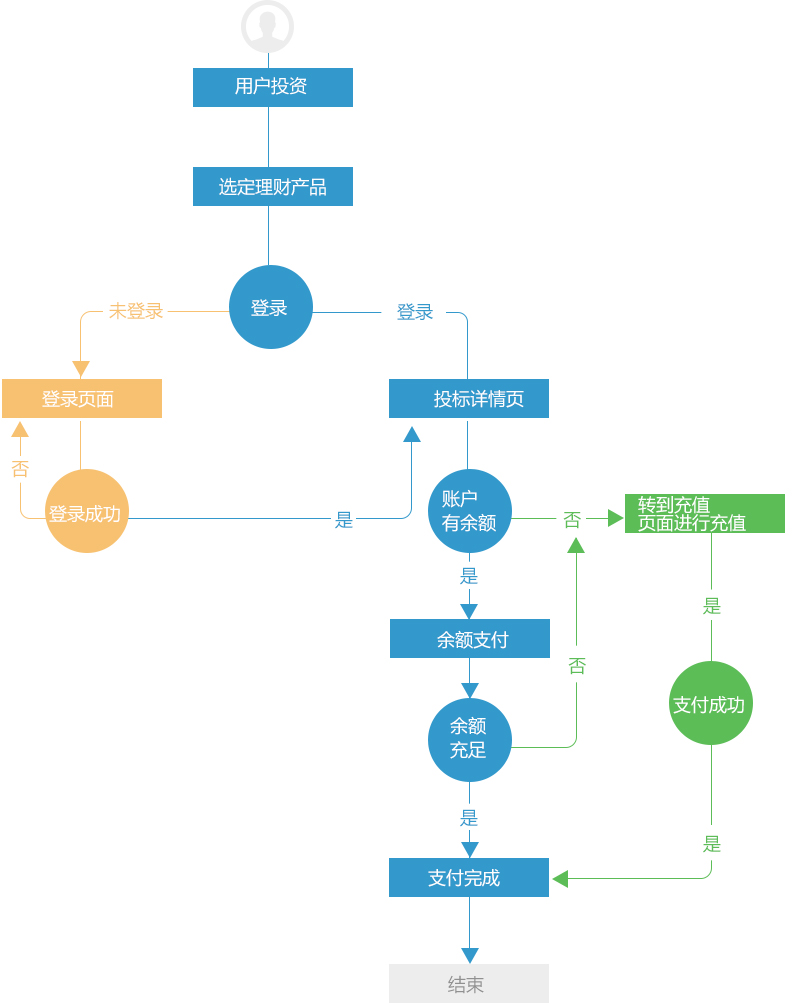 用户投资
选定理财产品
登录
未登录
登录
登录页面
投标详情页
否
登录成功
是
账户
有余额
否
转到充值
页面进行充值
是
是
余额支付
否
支付成功
余额
充足
是
是
支付完成
结束